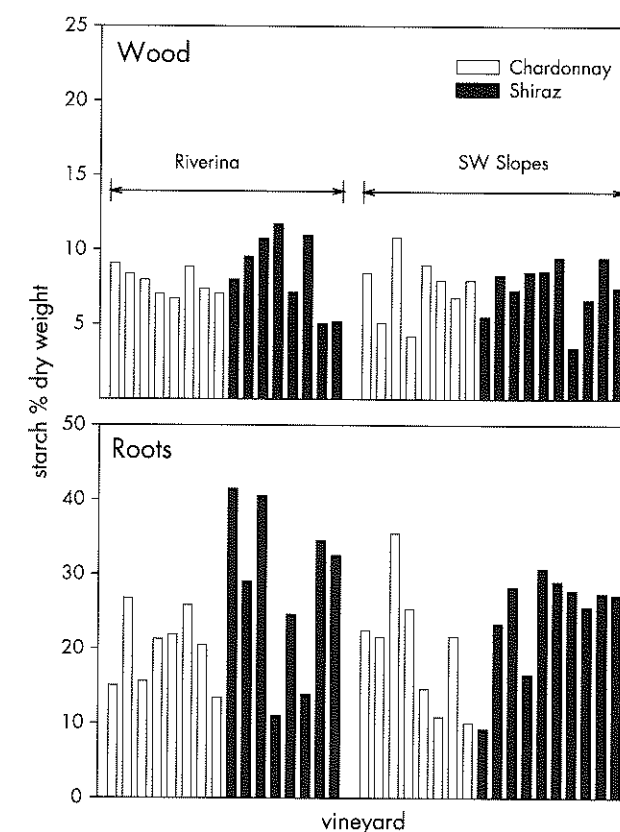 25
Wood
Chardonnay
Shiraz
20
15
Riverina
SW Slopes
10
5
starch % dry weight
50
Roots
40
30
20
10
0
vineyard